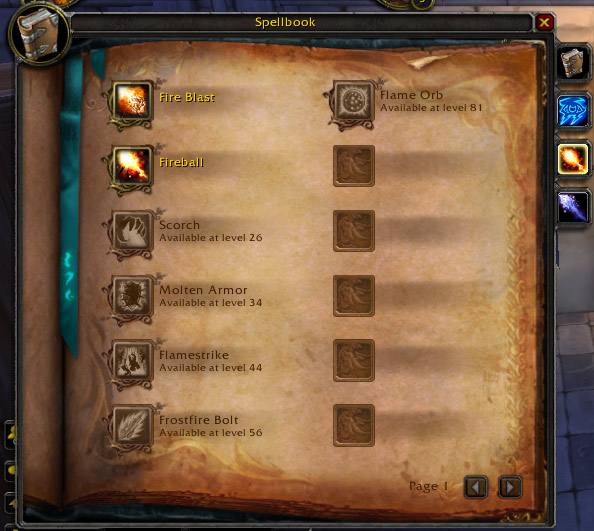 Spellbook
Fire Blast
Fireball
Scorch
Available at level 26
Molten Armor
Available at level 34
Flamestrike
Available at level 44
Frostfire Bolt
Available at level 56
Flame Orb
Available at level 81
Page 1